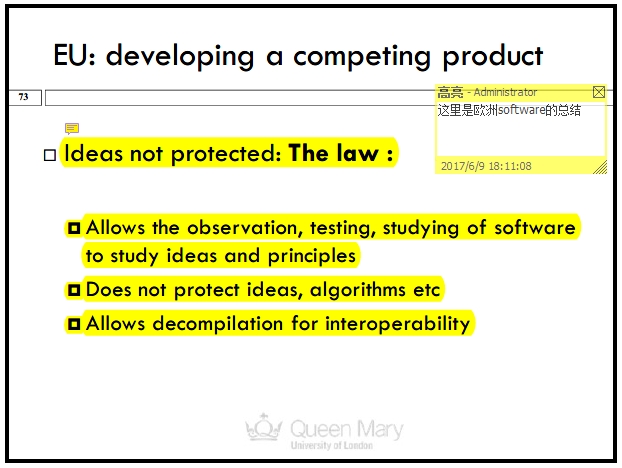 EU: developing a competing product
73
高亮 - Administrator
这里是欧洲software的总结
2017/6/9 18:11:08
Ideas not protected: The law :
Allows the observation, testing, studying of software
to study ideas and principles
Does not protect ideas, algorithms etc
Allows decompilation for interoperability
Queen Mary
University of London